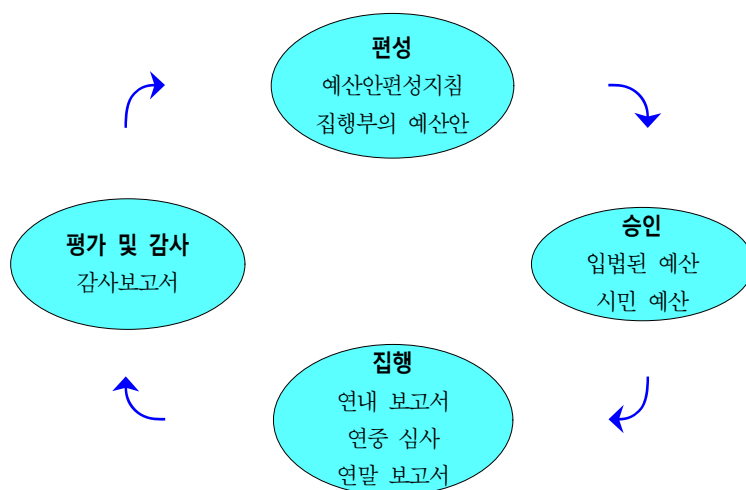 편성
예산안편성지침
집행부의 예산안
승인
입법된 예산
시민 예산
평가 및 감사
감사보고서
집행
연내 보고서
연중 심사
연말 보고서